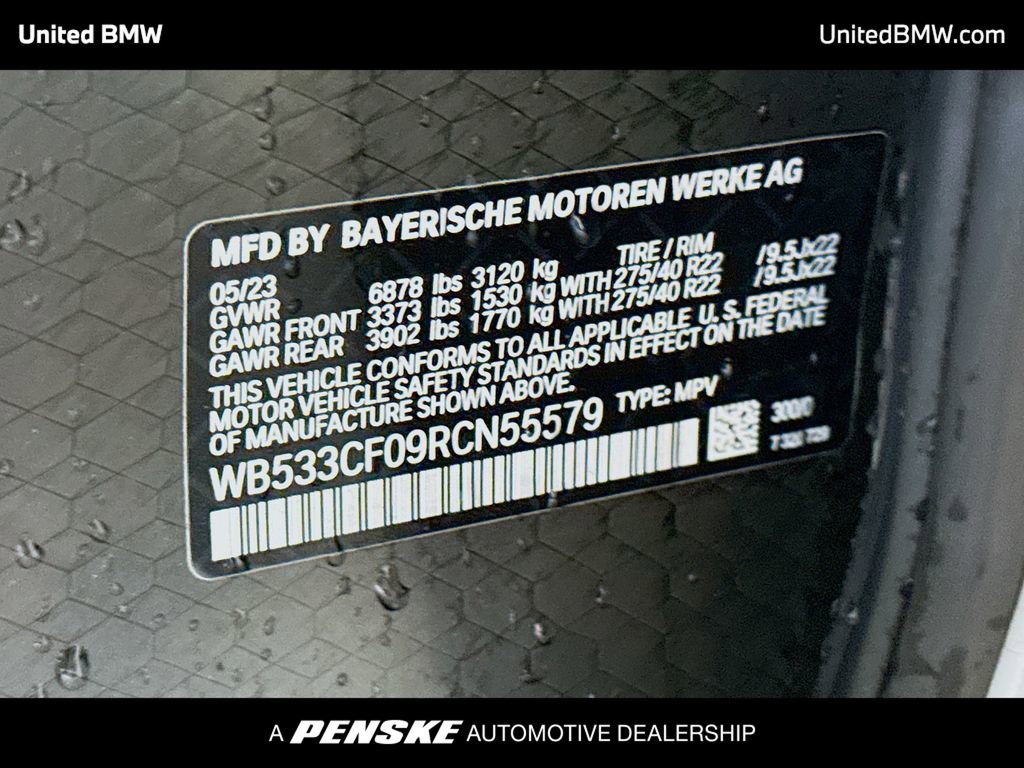 United BMW
UnitedBMW.com
MFD BY BAYERISCHE MOTOREN WERKE AG
05/23 TIRE / RIM
GVWR 6878 lbs 3120 kg
GAWR FRONT 3373 lbs 1530 kg WITH 275/40 R22 /9.5Jx22
GAWR REAR 3902 lbs 1770 kg WITH 275/40 R22 /9.5Jx22
THIS VEHICLE CONFORMS TO ALL APPLICABLE U. S. FEDERAL
MOTOR VEHICLE SAFETY STANDARDS IN EFFECT ON THE DATE
OF MANUFACTURE SHOWN ABOVE.
WB533CF09RCN55579 TYPE: MPV
A PENSKE AUTOMOTIVE DEALERSHIP